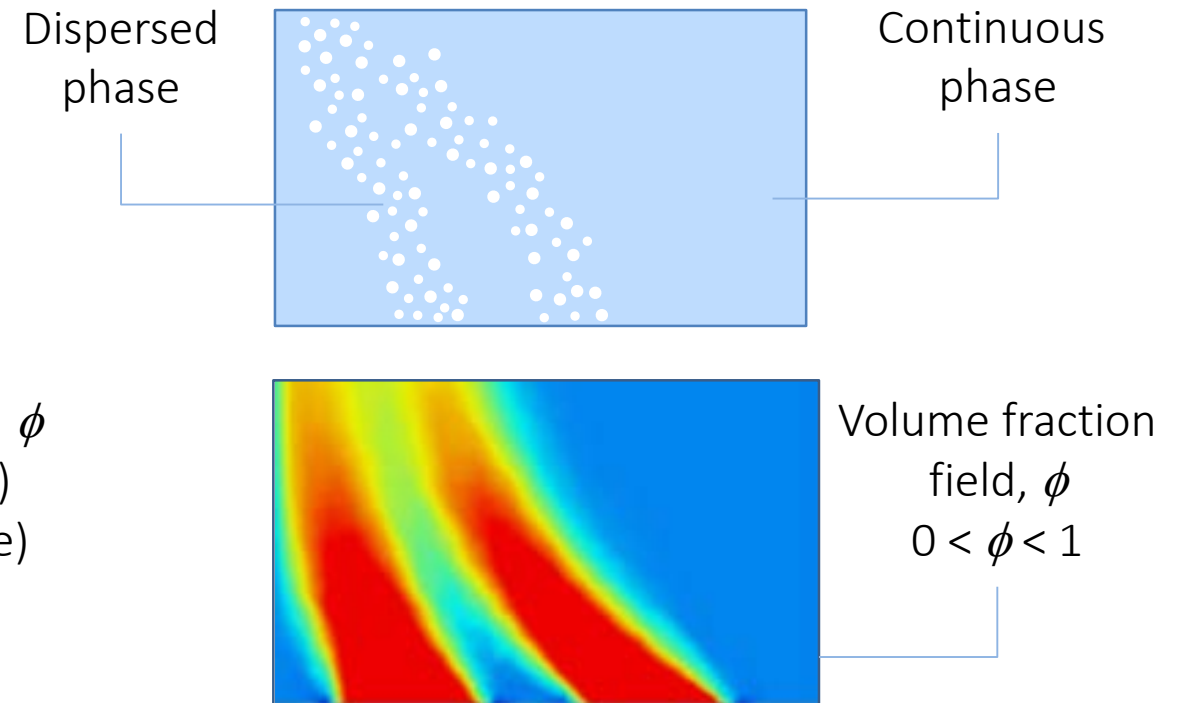 Dispersed
phase
Continuous
phase
ϕ
)
e)
Volume fraction
field, ϕ
0 < ϕ < 1